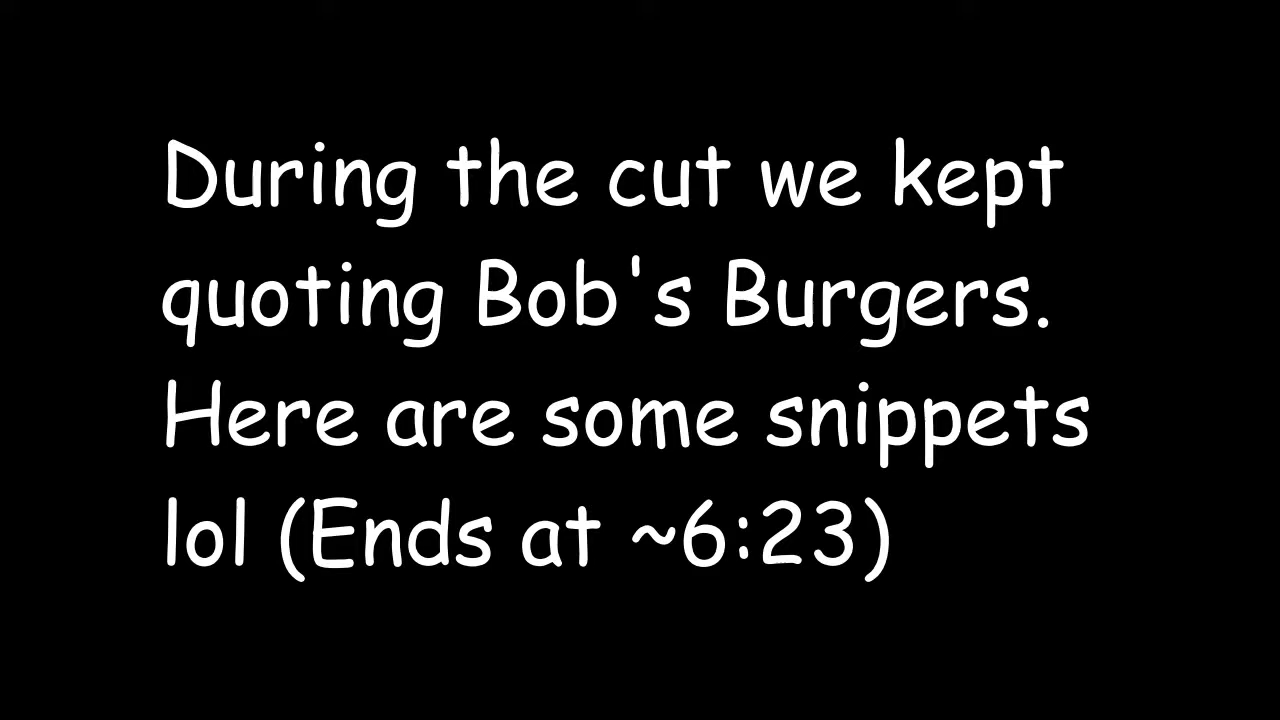 During the cut we kept
quoting Bob's Burgers.
Here are some snippets
lol (Ends at ~6:23)